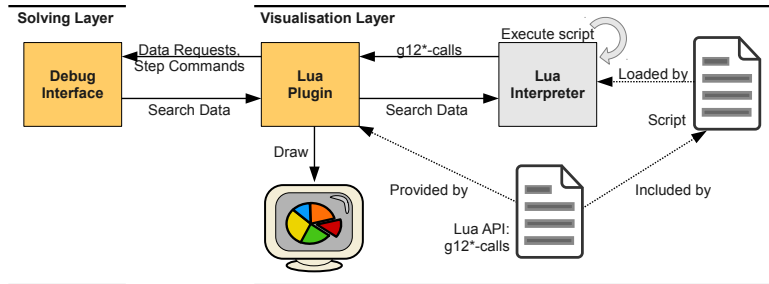 Solving Layer
Visualisation Layer
Execute script
Data Requests,
Step Commands
g12*-calls
Debug
Interface
Lua
Plugin
Lua
Interpreter
Loaded by
Search Data
Search Data
Script
Draw
Provided by
Included by
Lua API:
g12*-calls